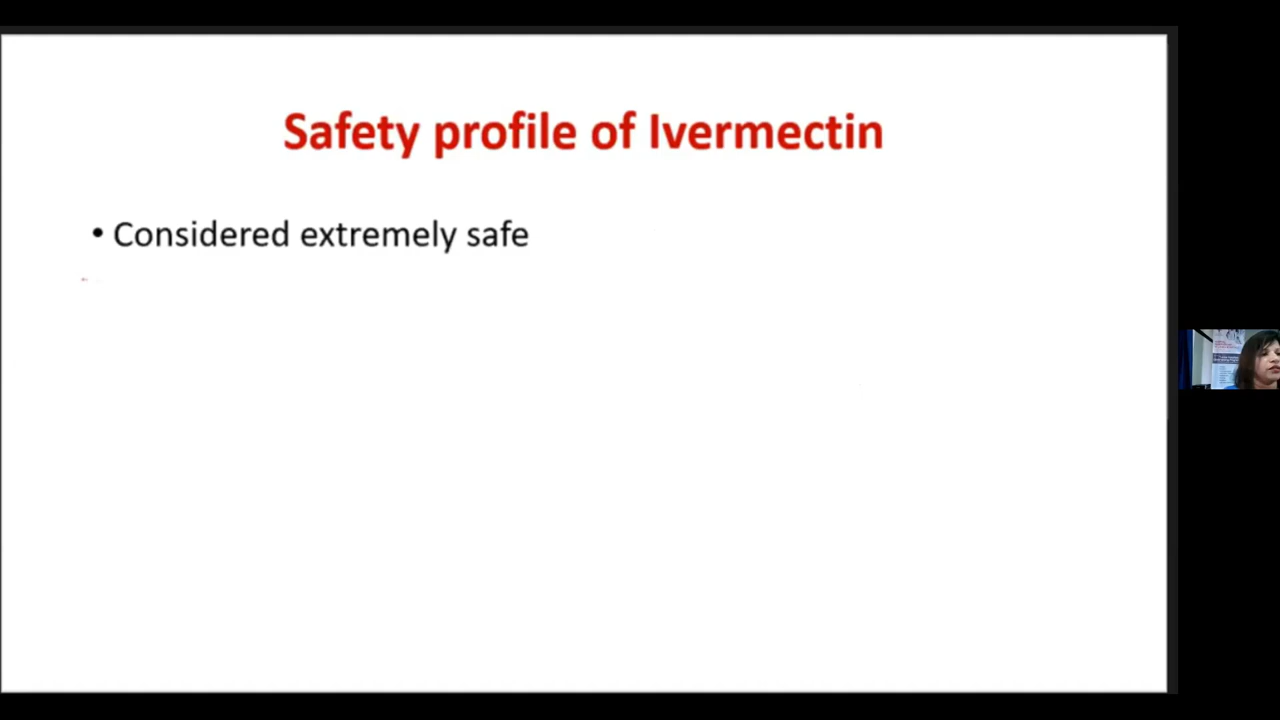 Safety profile of Ivermectin
• Considered extremely safe